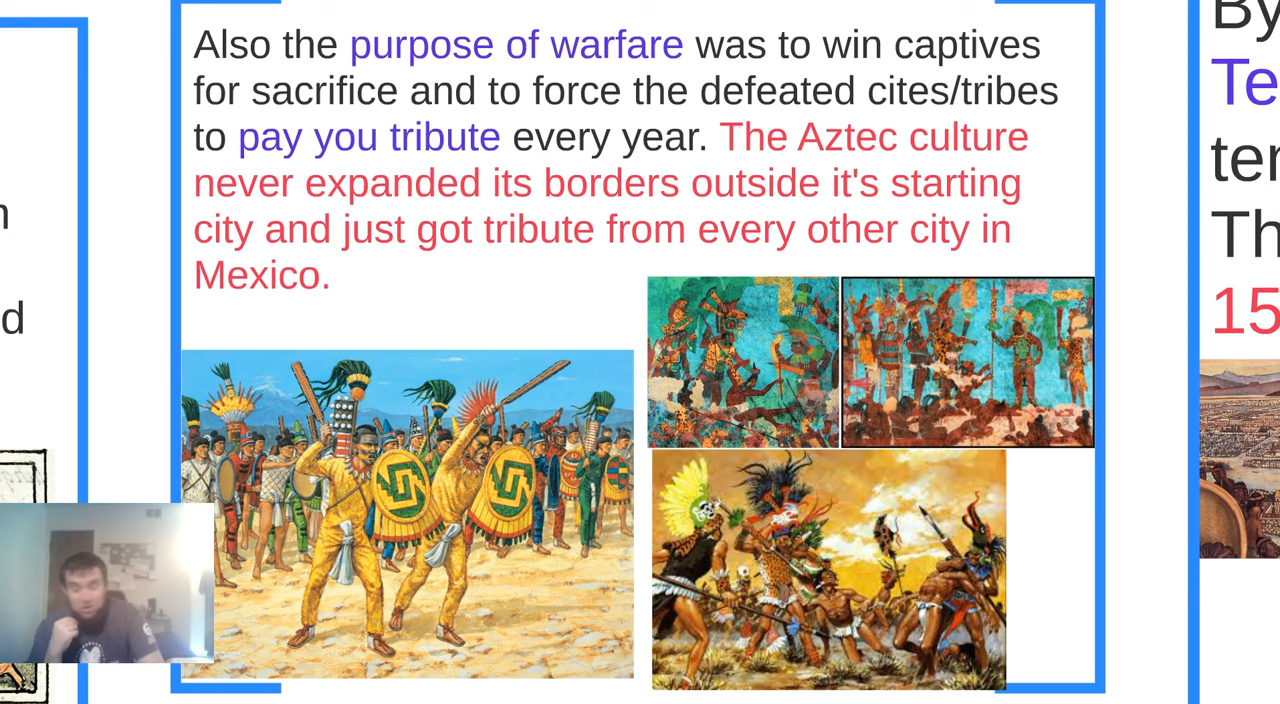 Also the purpose of warfare was to win captives
for sacrifice and to force the defeated cites/tribes
to pay you tribute every year. The Aztec culture
never expanded its borders outside it's starting
city and just got tribute from every other city in
Mexico.
n
d
By
Te
ter
Th
15